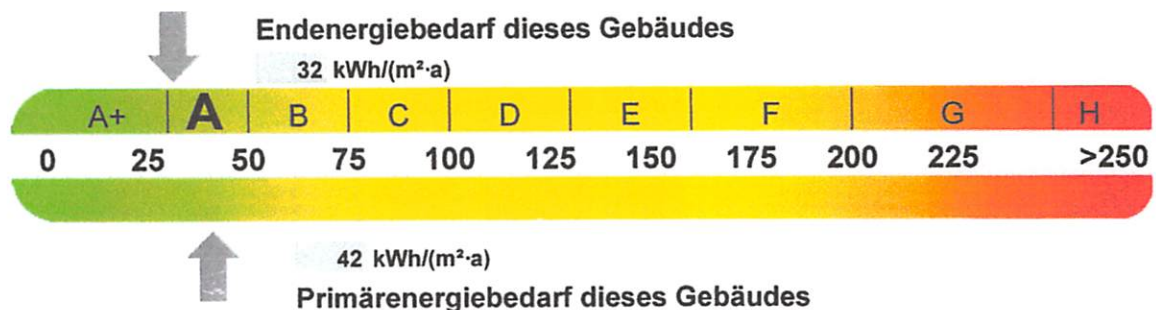 Endenergiebedarf dieses Gebäudes
32 kWh/(m²·a)
A+ A B C D E F G H
0 25 50 75 100 125 150 175 200 225 >250
42 kWh/(m²·a)
Primärenergiebedarf dieses Gebäudes